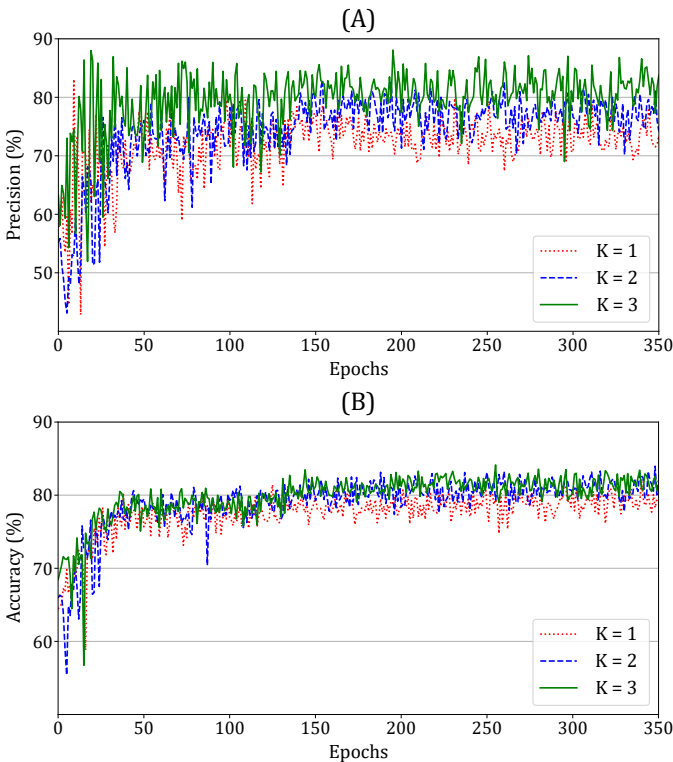 (A)
90
80
70
60
50
Precision (%)
K = 1
K = 2
K = 3
0 50 100 150 200 250 300 350
Epochs
(B)
90
80
70
60
Accuracy (%)
K = 1
K = 2
K = 3
0 50 100 150 200 250 300 350
Epochs